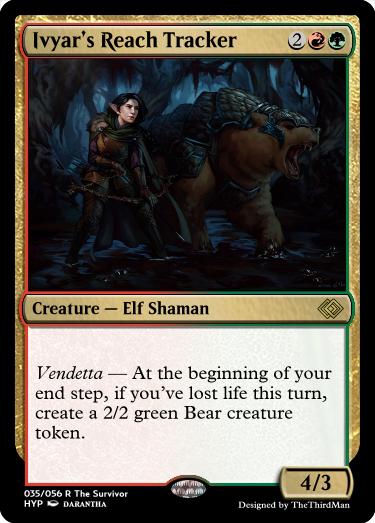 Ivyar's Reach Tracker 2
Creature — Elf Shaman
Vendetta — At the beginning of your
end step, if you've lost life this turn,
create a 2/2 green Bear creature
token.
4/3
035/056 R The Survivor
HYP DARANTHA
Designed by TheThirdMan